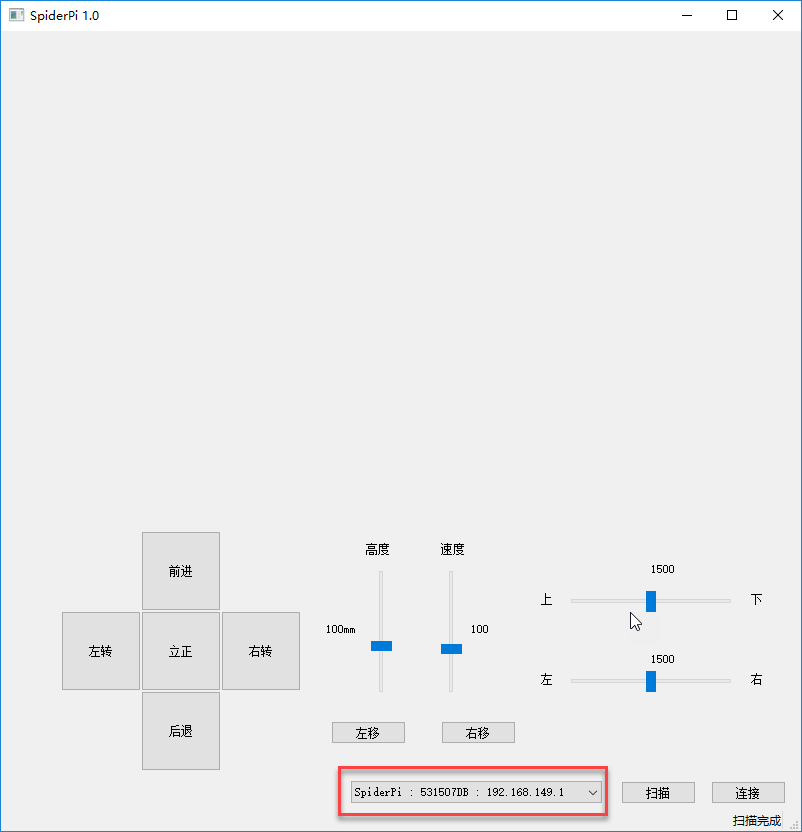 SpiderPi 1.0
前进
左转
立正
右转
后退
高度
速度
100mm
100
左移
右移
1500
上
下
1500
左
右
SpiderPi : 531507DB : 192.168.149.1
扫描
连接
扫描完成